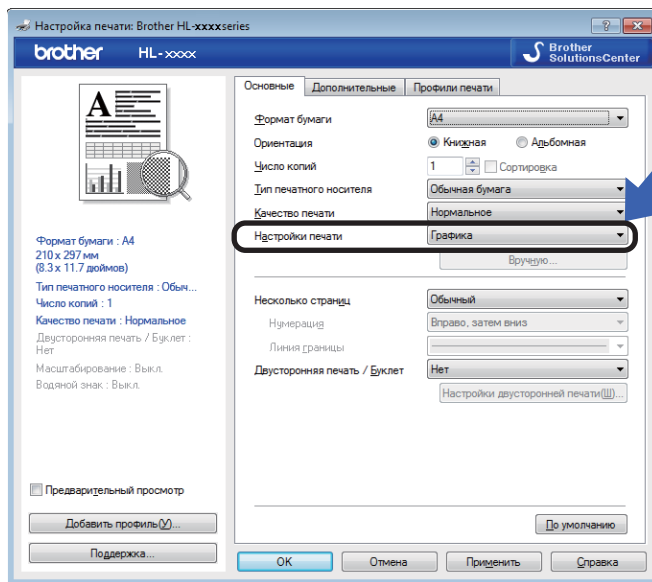 Настройка печати: Brother HL-xxxxseries
brother HL-xxxx
Brother
SolutionsCenter
A
Формат бумаги : A4
210 x 297 мм
(8.3 x 11.7 дюймов)
Тип печатного носителя : Обыч...
Число копий : 1
Качество печати : Нормальное
Двусторонняя печать / Буклет :
Нет
Масштабирование : Выкл.
Водяной знак : Выкл.
Предварительный просмотр
Добавить профиль(У)...
Поддержка...
Основные Дополнительные Профили печати
Формат бумаги A4
Ориентация Книжная Альбомная
Число копий 1 Сортировка
Тип печатного носителя Обычная бумага
Качество печати Нормальное
Настройки печати Графика
Вручную...
Несколько страниц Обычный
Нумерация Вправо, затем вниз
Линия границы
Двусторонняя печать / Буклет Нет
Настройки двусторонней печати(Ш)...
По умолчанию
OK Отмена Применить Справка